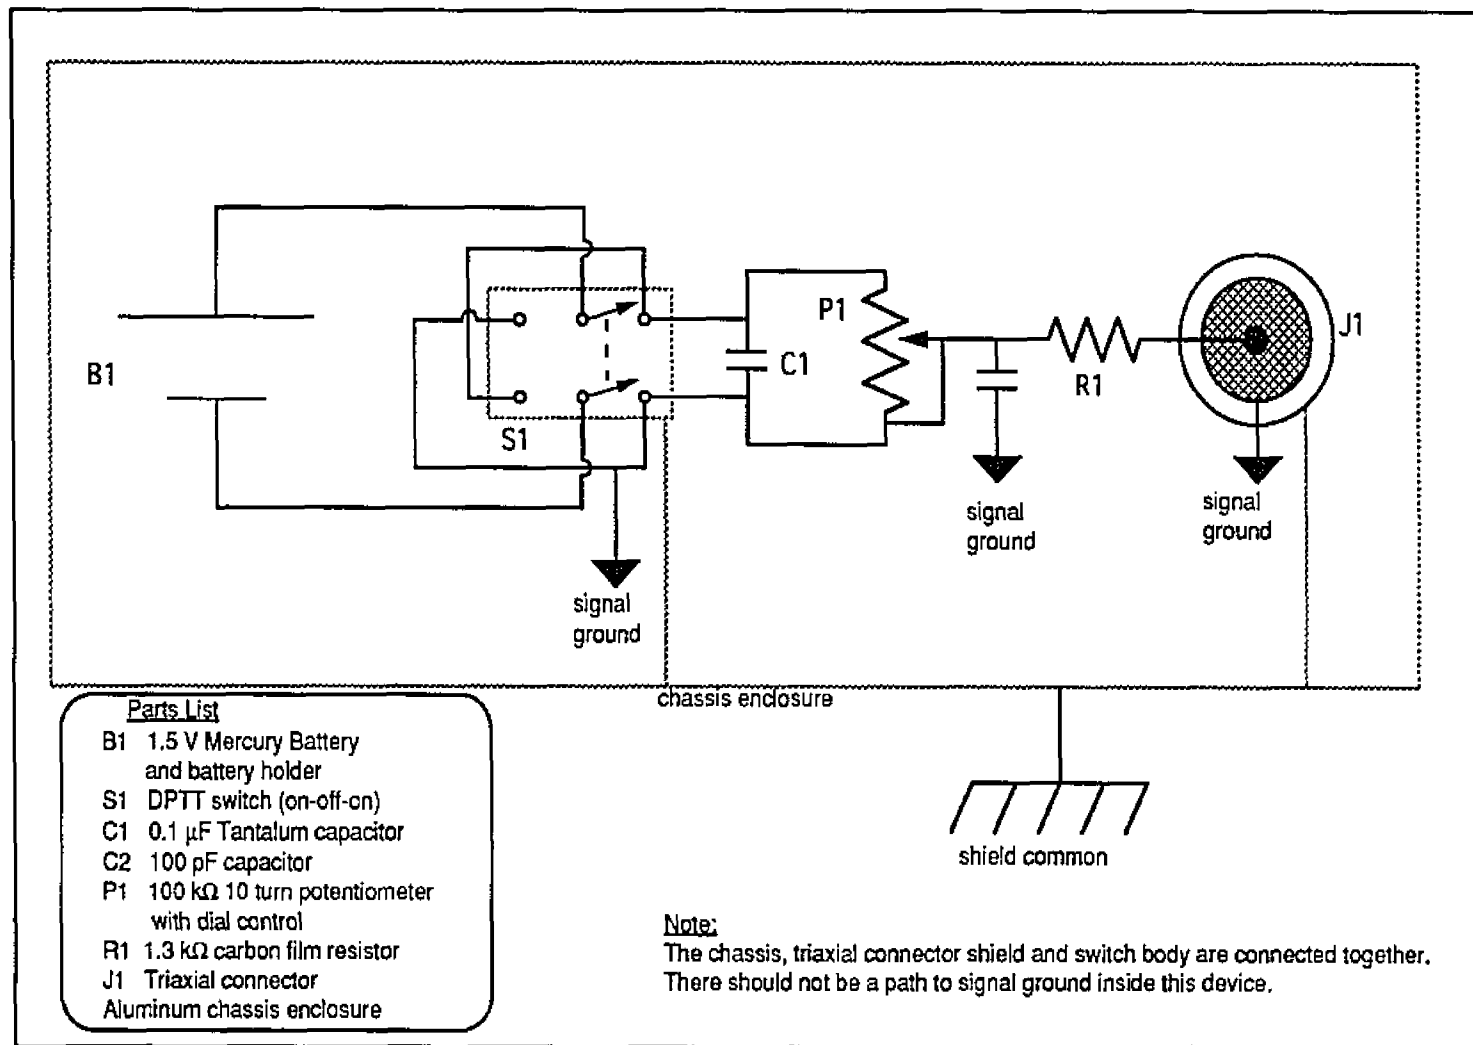 B1
S1
C1
P1
R1
J1
signal
ground
signal
ground
signal
ground
chassis enclosure
shield common
Parts List
B1 1.5 V Mercury Battery
and battery holder
S1 DPTT switch (on-off-on)
C1 0.1 µF Tantalum capacitor
C2 100 pF capacitor
P1 100 kΩ 10 turn potentiometer
with dial control
R1 1.3 kΩ carbon film resistor
J1 Triaxial connector
Aluminum chassis enclosure
Note:
The chassis, triaxial connector shield and switch body are connected together.
There should not be a path to signal ground inside this device.